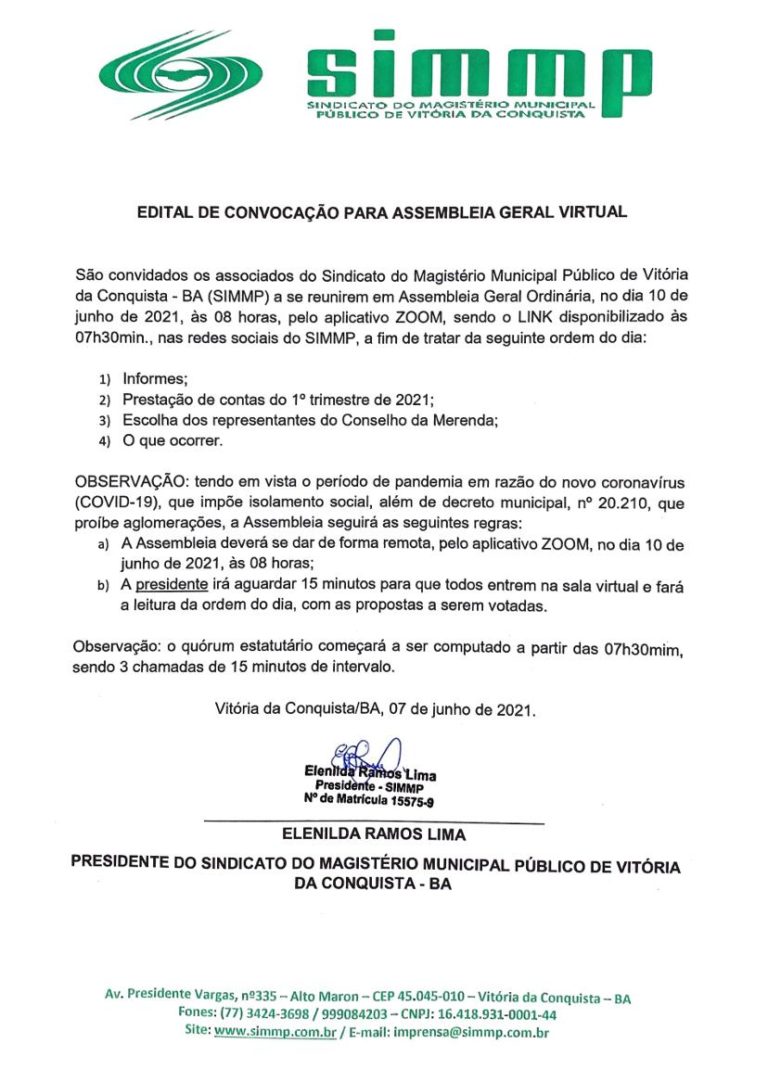 simmp
SINDICATO DO MAGISTÉRIO MUNICIPAL
PÚBLICO DE VITÓRIA DA CONQUISTA
EDITAL DE CONVOCAÇÃO PARA ASSEMBLEIA GERAL VIRTUAL
São convidados os associados do Sindicato do Magistério Municipal Público de Vitória
da Conquista - BA (SIMMP) a se reunirem em Assembleia Geral Ordinária, no dia 10 de
junho de 2021, às 08 horas, pelo aplicativo ZOOM, sendo o LINK disponibilizado às
07h30min., nas redes sociais do SIMMP, a fim de tratar da seguinte ordem do dia:
1) Informes;
2) Prestação de contas do 1º trimestre de 2021;
3) Escolha dos representantes do Conselho da Merenda;
4) O que ocorrer.
OBSERVAÇÃO: tendo em vista o período de pandemia em razão do novo coronavírus
(COVID-19), que impõe isolamento social, além de decreto municipal, nº 20.210, que
proíbe aglomerações, a Assembleia seguirá as seguintes regras:
a) A Assembleia deverá se dar de forma remota, pelo aplicativo ZOOM, no dia 10 de
junho de 2021, às 08 horas;
b) A presidente irá aguardar 15 minutos para que todos entrem na sala virtual e fará
a leitura da ordem do dia, com as propostas a serem votadas.
Observação: o quórum estatutário começará a ser computado a partir das 07h30mim,
sendo 3 chamadas de 15 minutos de intervalo.
Vitória da Conquista/BA, 07 de junho de 2021.
Elenilda Ramos Lima
Presidente - SIMMP
Nº de Matrícula 15575-9
ELENILDA RAMOS LIMA
PRESIDENTE DO SINDICATO DO MAGISTÉRIO MUNICIPAL PÚBLICO DE VITÓRIA
DA CONQUISTA - BA
Av. Presidente Vargas, nº335 – Alto Maron – CEP 45.045-010 – Vitória da Conquista – BA
Fones: (77) 3424-3698 / 999084203 – CNPJ: 16.418.931-0001-44
Site: www.simmp.com.br / E-mail: imprensa@simmp.com.br